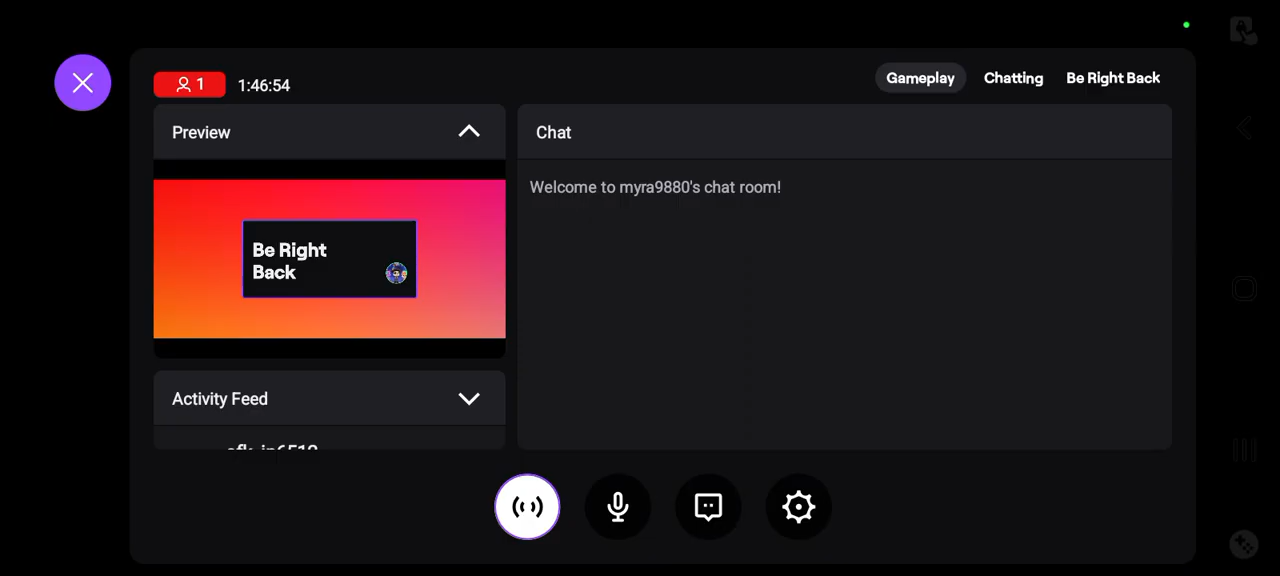 1
1:46:54
Gameplay
Chatting
Be Right Back
Preview
Be Right
Back
Chat
Welcome to myra9880's chat room!
Activity Feed